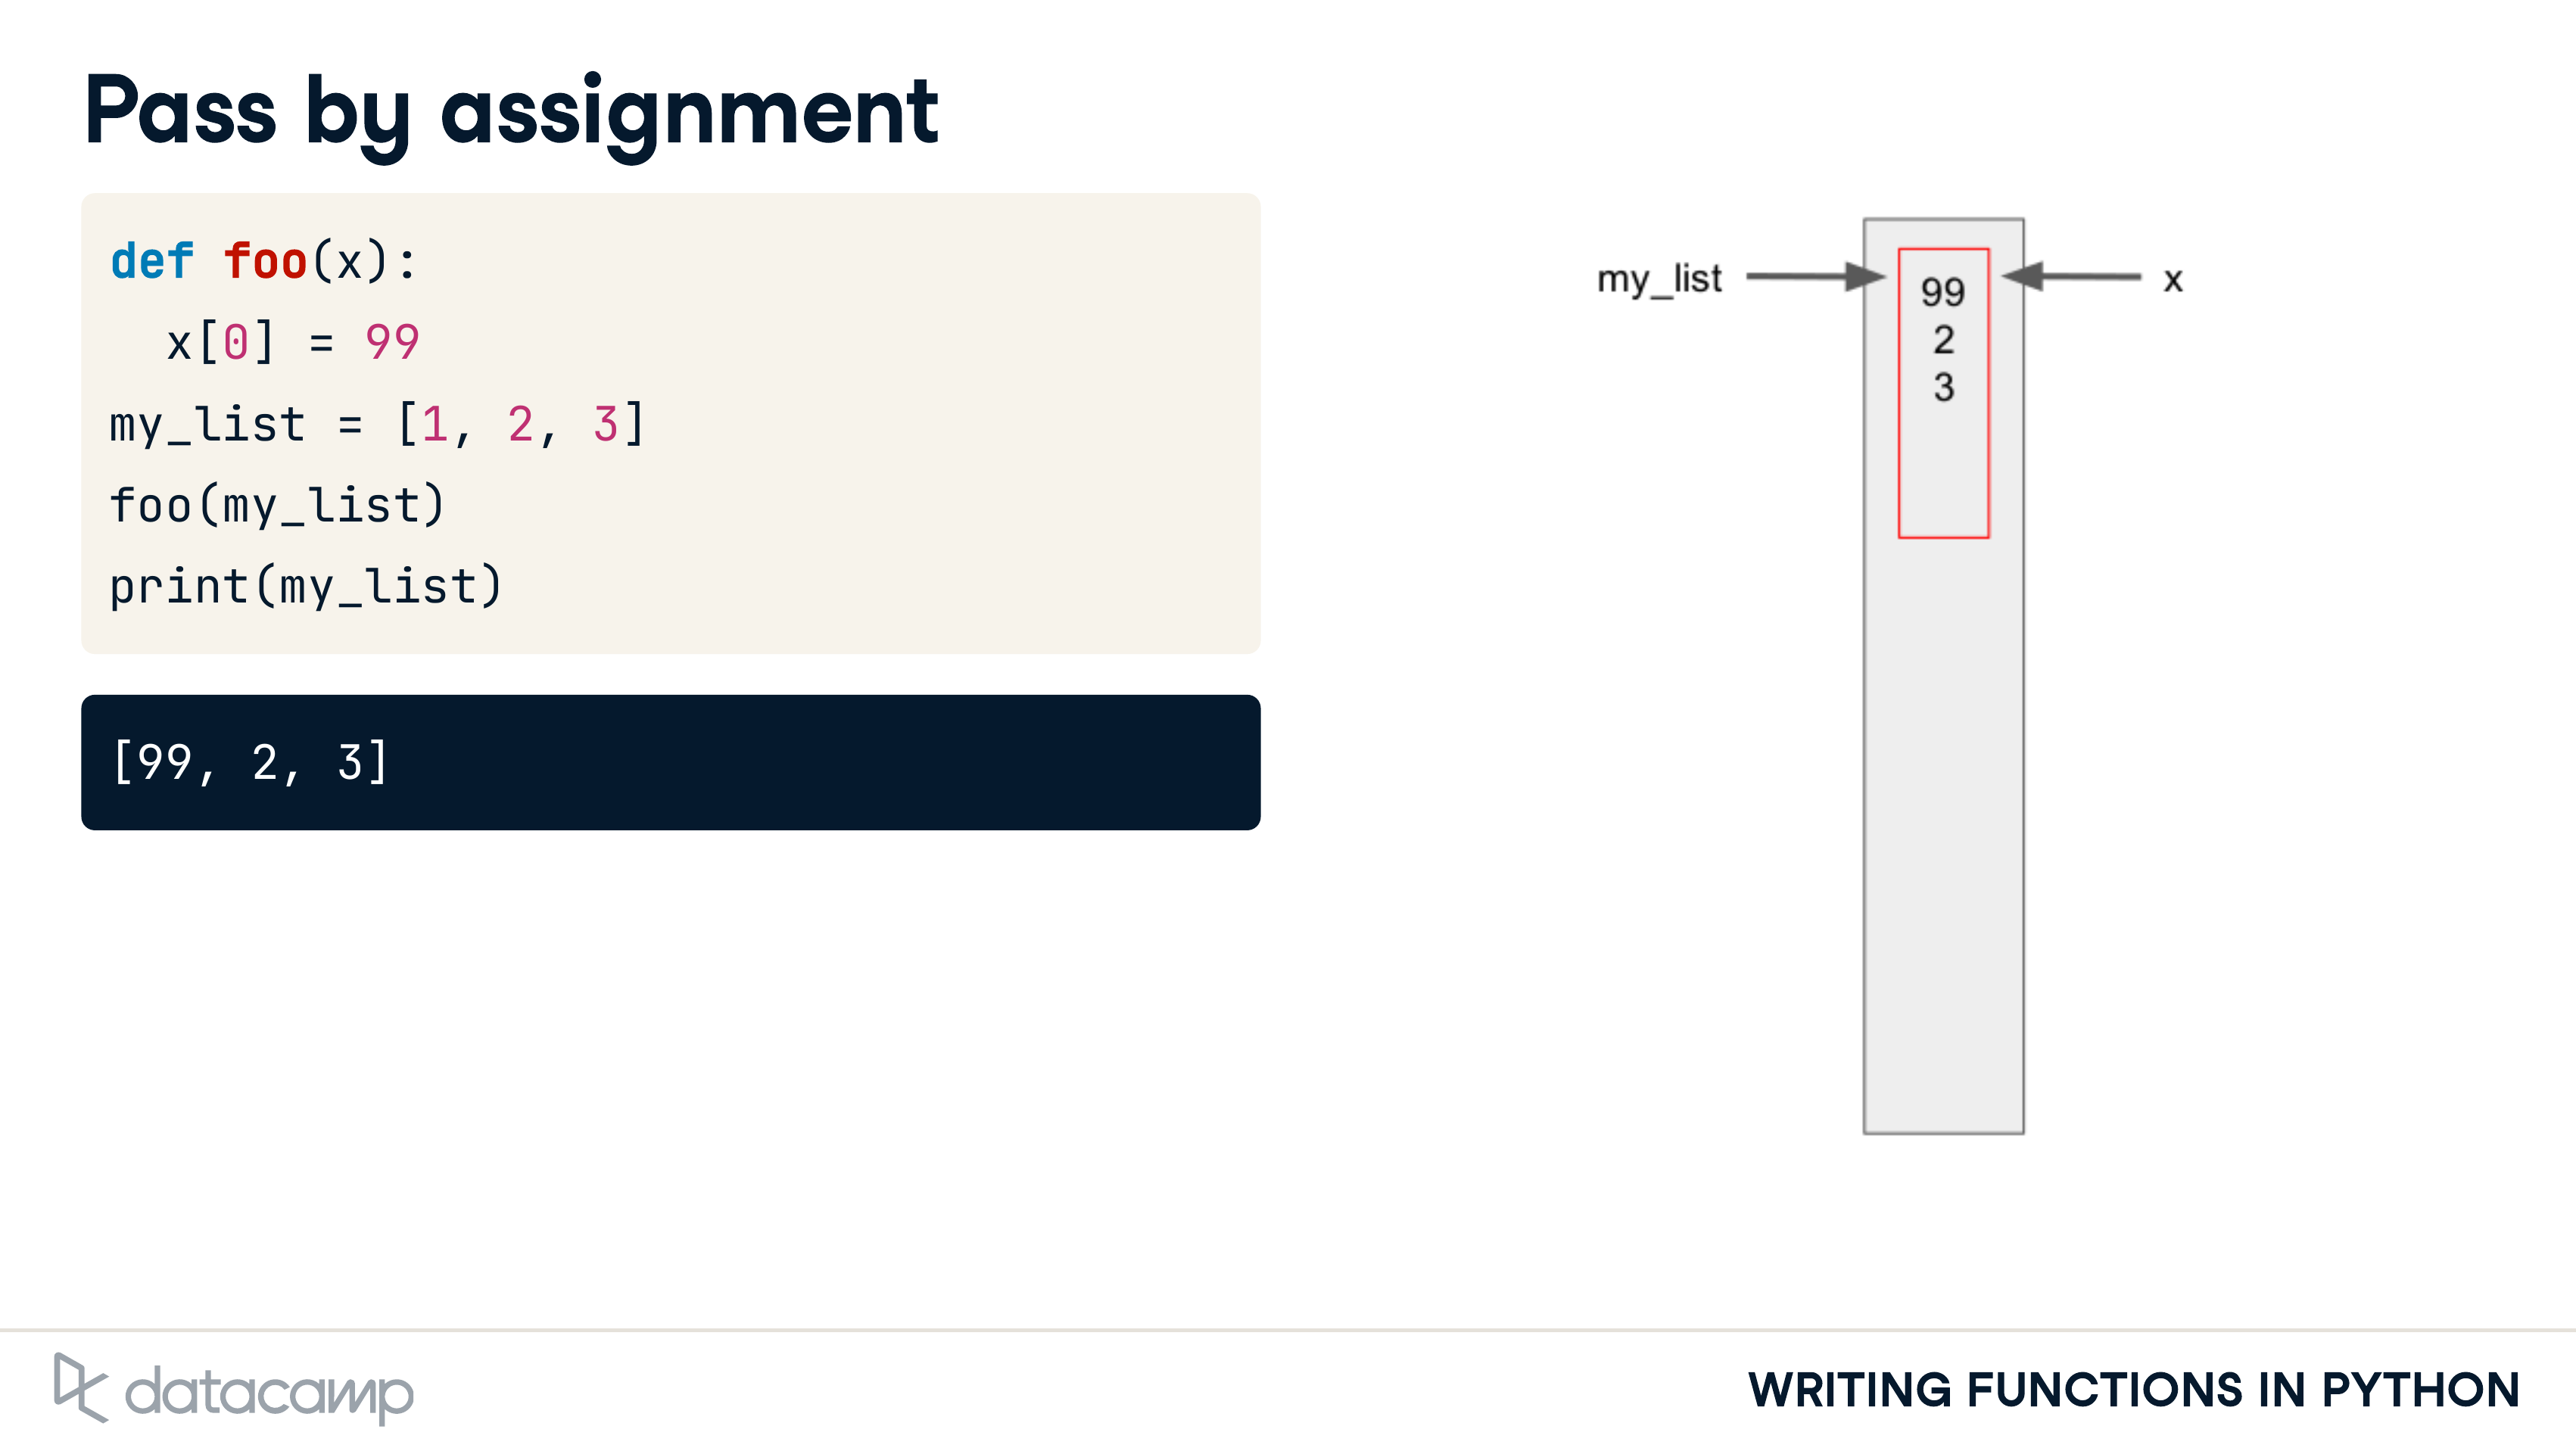 Pass by assignment
def foo(x):
  x[0] = 99
my_list = [1, 2, 3]
foo(my_list)
print(my_list)
[99, 2, 3]
my_list
99
2
3
x
datacamp
WRITING FUNCTIONS IN PYTHON